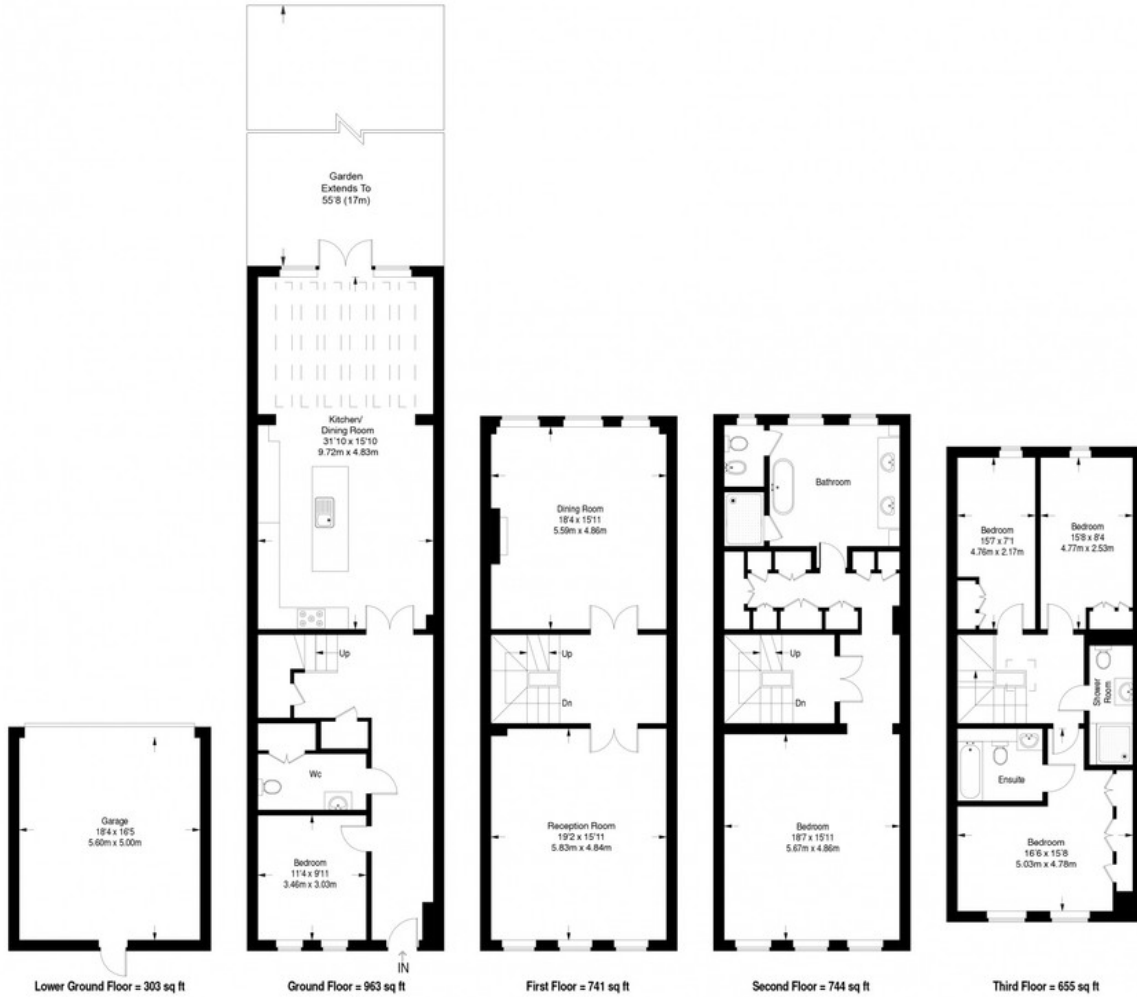 Garden
Extends To
55'8 (17m)
Kitchen/
Dining Room
31'10 x 15'10
9.72m x 4.83m
Up
Wc
Bedroom
11'4 x 9'11
3.46m x 3.03m
IN
Garage
18'4 x 16'5
5.60m x 5.00m
Dining Room
18'4 x 15'11
5.59m x 4.86m
Up
Dn
Reception Room
19'2 x 15'11
5.83m x 4.84m
Bathroom
Up
Dn
Bedroom
18'7 x 15'11
5.67m x 4.86m
Bedroom
15'7 x 7'1
4.76m x 2.17m
Bedroom
15'8 x 8'4
4.77m x 2.53m
Shower
Room
Ensuite
Bedroom
16'6 x 15'8
5.03m x 4.78m
Lower Ground Floor = 303 sq ft
Ground Floor = 963 sq ft
First Floor = 741 sq ft
Second Floor = 744 sq ft
Third Floor = 655 sq ft